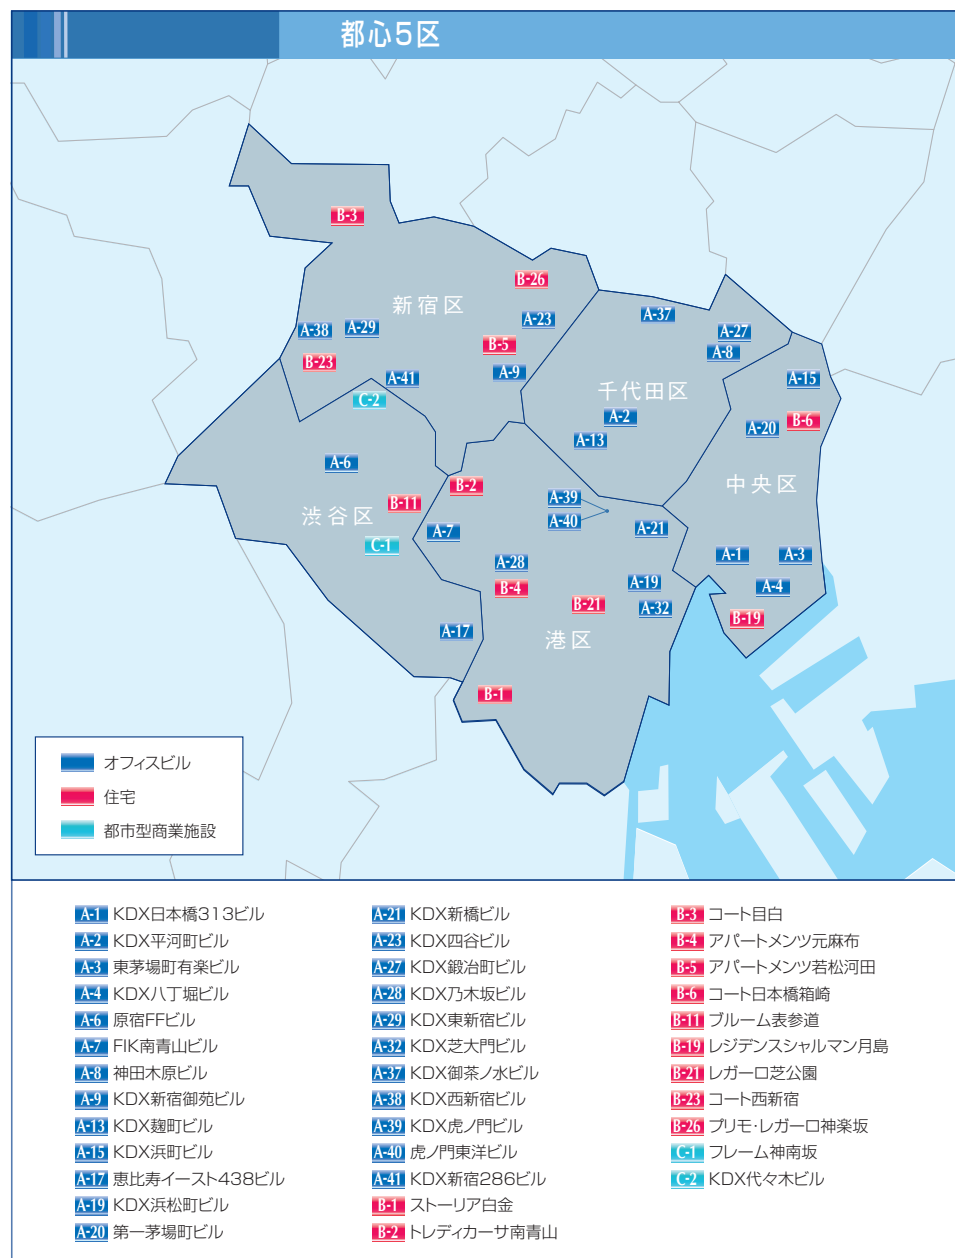 都心5区
B-3
B-26
新宿区
A-37
A-23
A-38
A-29
A-27
B-5
A-8
B-23
A-9
A-41
A-15
千代田区
C-2
A-2
B-6
A-20
A-13
A-6
中央区
B-2
A-39
B-11
渋谷区
A-40
A-21
A-7
C-1
A-1
A-3
A-28
A-19
A-4
B-4
B-21
A-32
B-19
A-17
港区
B-1
オフィスビル
住宅
都市型商業施設
A-1 KDX日本橋313ビル
A-2 KDX平河町ビル
A-3 東茅場町有楽ビル
A-4 KDX八丁堀ビル
A-6 原宿FFビル
A-7 FIK南青山ビル
A-8 神田木原ビル
A-9 KDX新宿御苑ビル
A-13 KDX麹町ビル
A-15 KDX浜町ビル
A-17 恵比寿イースト438ビル
A-19 KDX浜松町ビル
A-20 第一茅場町ビル
A-21 KDX新橋ビル
A-23 KDX四谷ビル
A-27 KDX鍛冶町ビル
A-28 KDX乃木坂ビル
A-29 KDX東新宿ビル
A-32 KDX芝大門ビル
A-37 KDX御茶ノ水ビル
A-38 KDX西新宿ビル
A-39 KDX虎ノ門ビル
A-40 虎ノ門東洋ビル
A-41 KDX新宿286ビル
B-1 ストーリア白金
B-2 トレディカーサ南青山
B-3 コート目白
B-4 アパートメンツ元麻布
B-5 アパートメンツ若松河田
B-6 コート日本橋箱崎
B-11 ブルーム表参道
B-19 レジデンスシャルマン月島
B-21 レガーロ芝公園
B-23 コート西新宿
B-26 プリモ・レガーロ神楽坂
C-1 フレーム神南坂
C-2 KDX代々木ビル